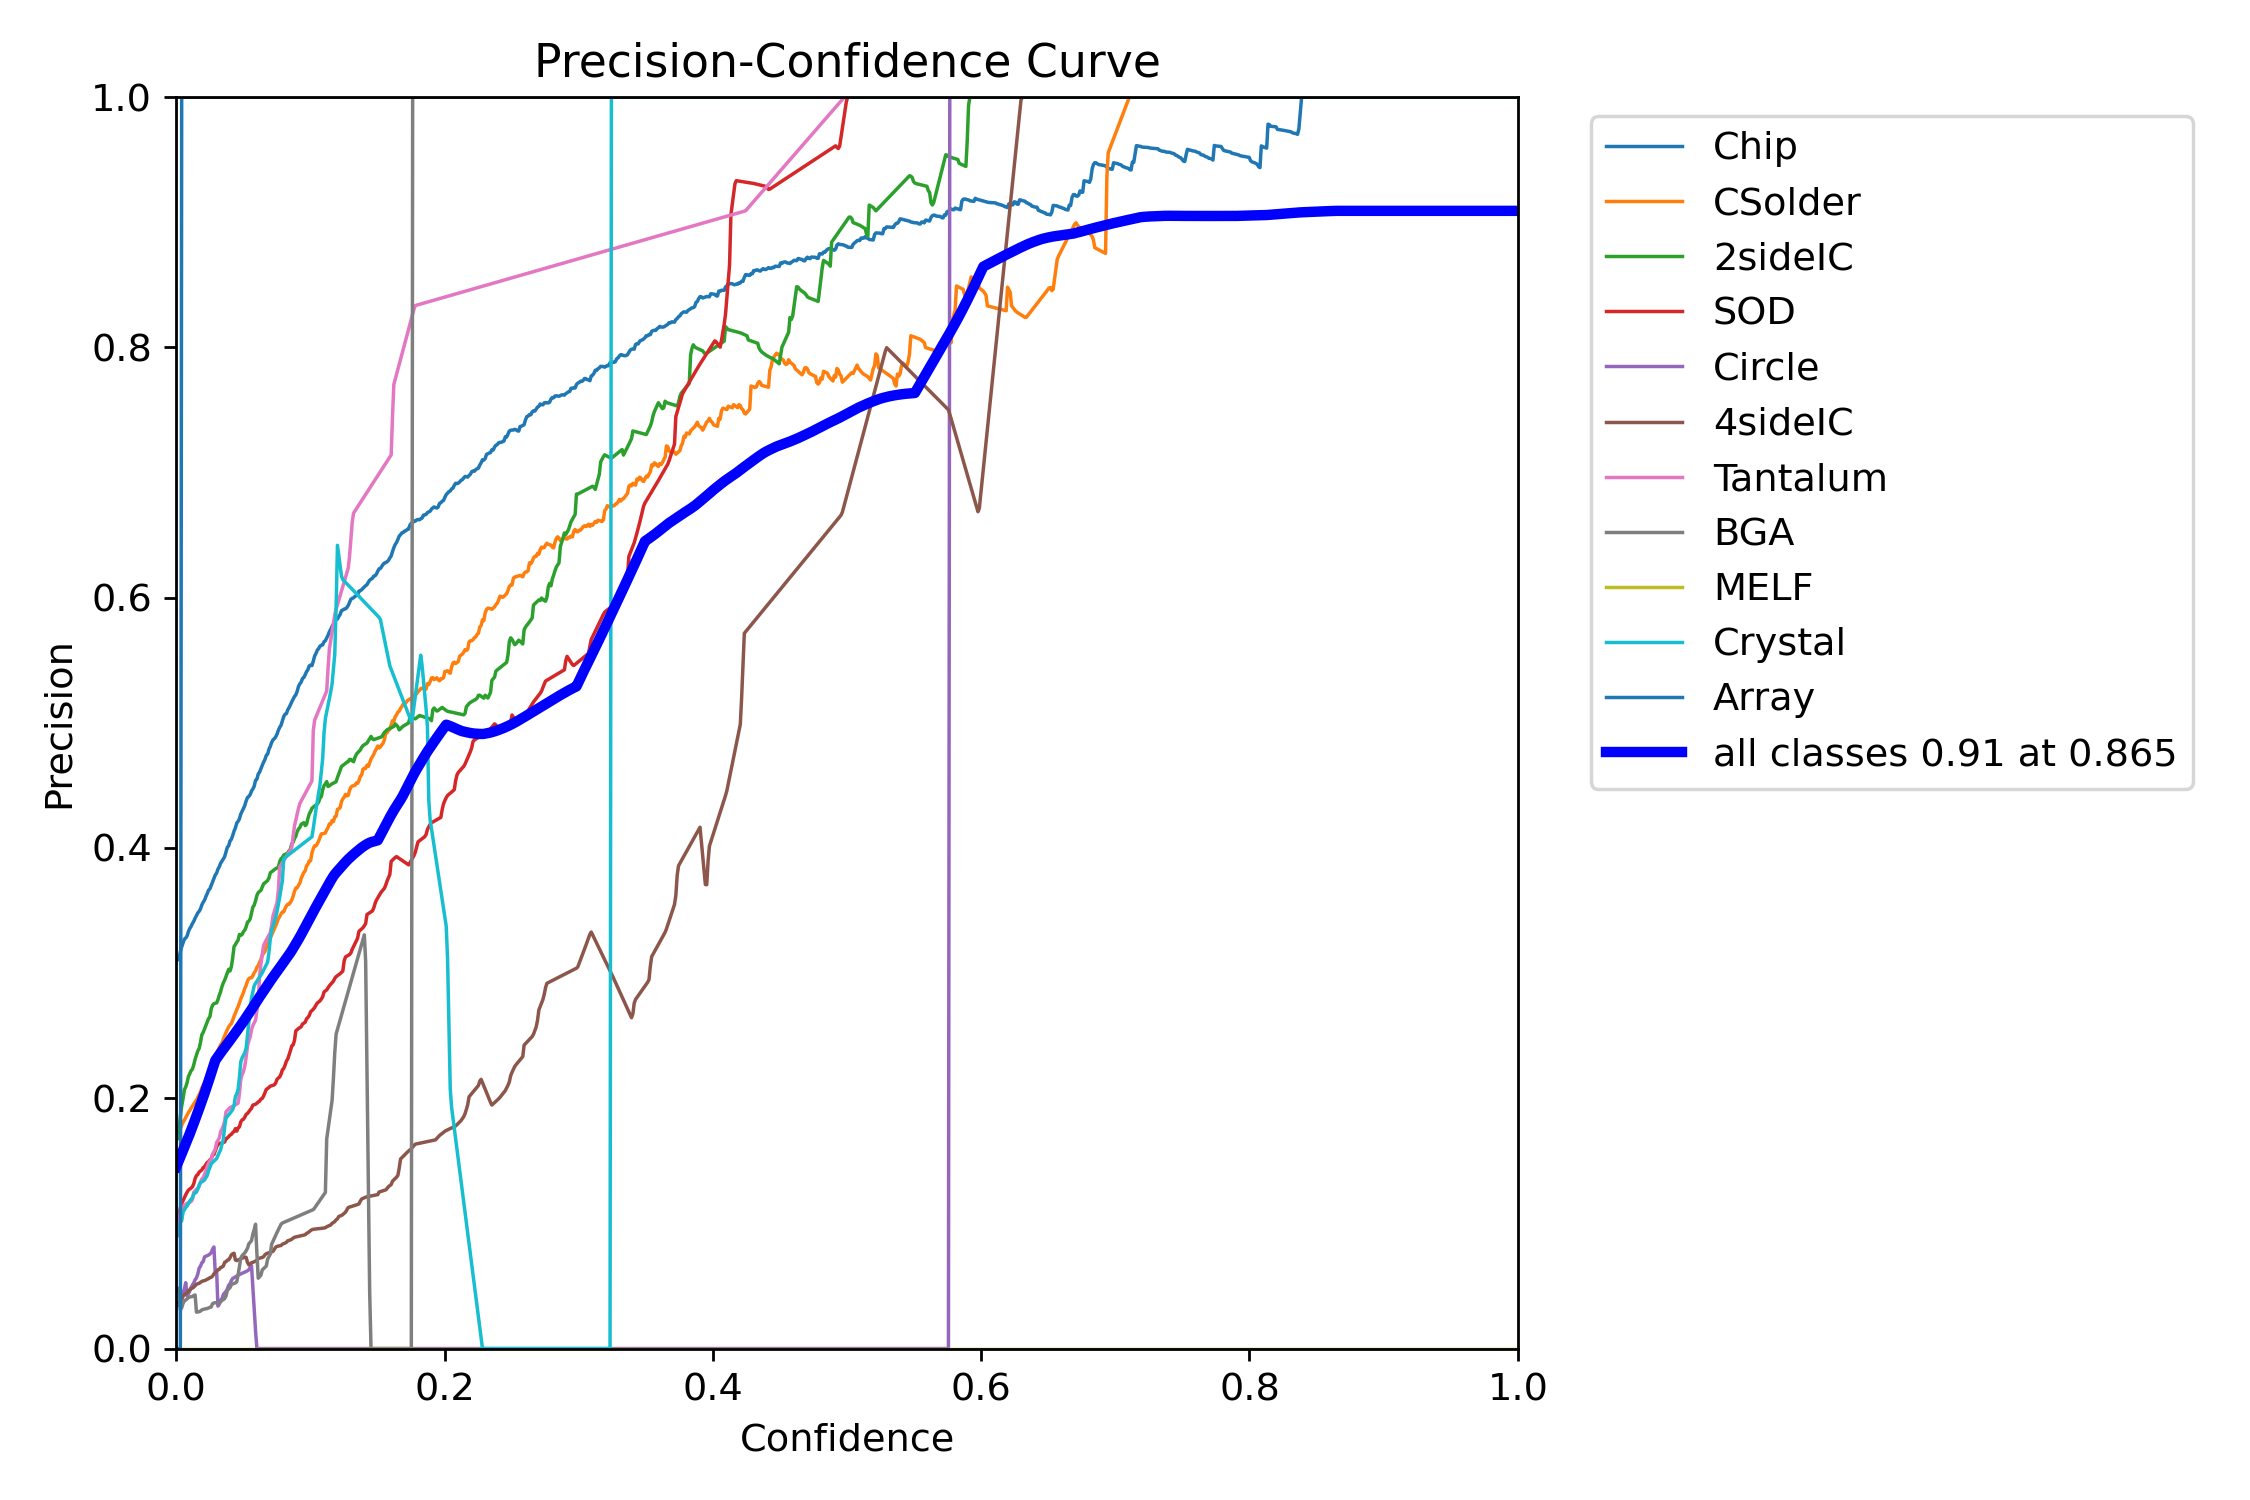 Precision-Confidence Curve
1.0
0.8
0.6
0.4
0.2
0.0
Precision
0.0 0.2 0.4 0.6 0.8 1.0
Confidence
Chip
CSolder
2sideIC
SOD
Circle
4sideIC
Tantalum
BGA
MELF
Crystal
Array
all classes 0.91 at 0.865